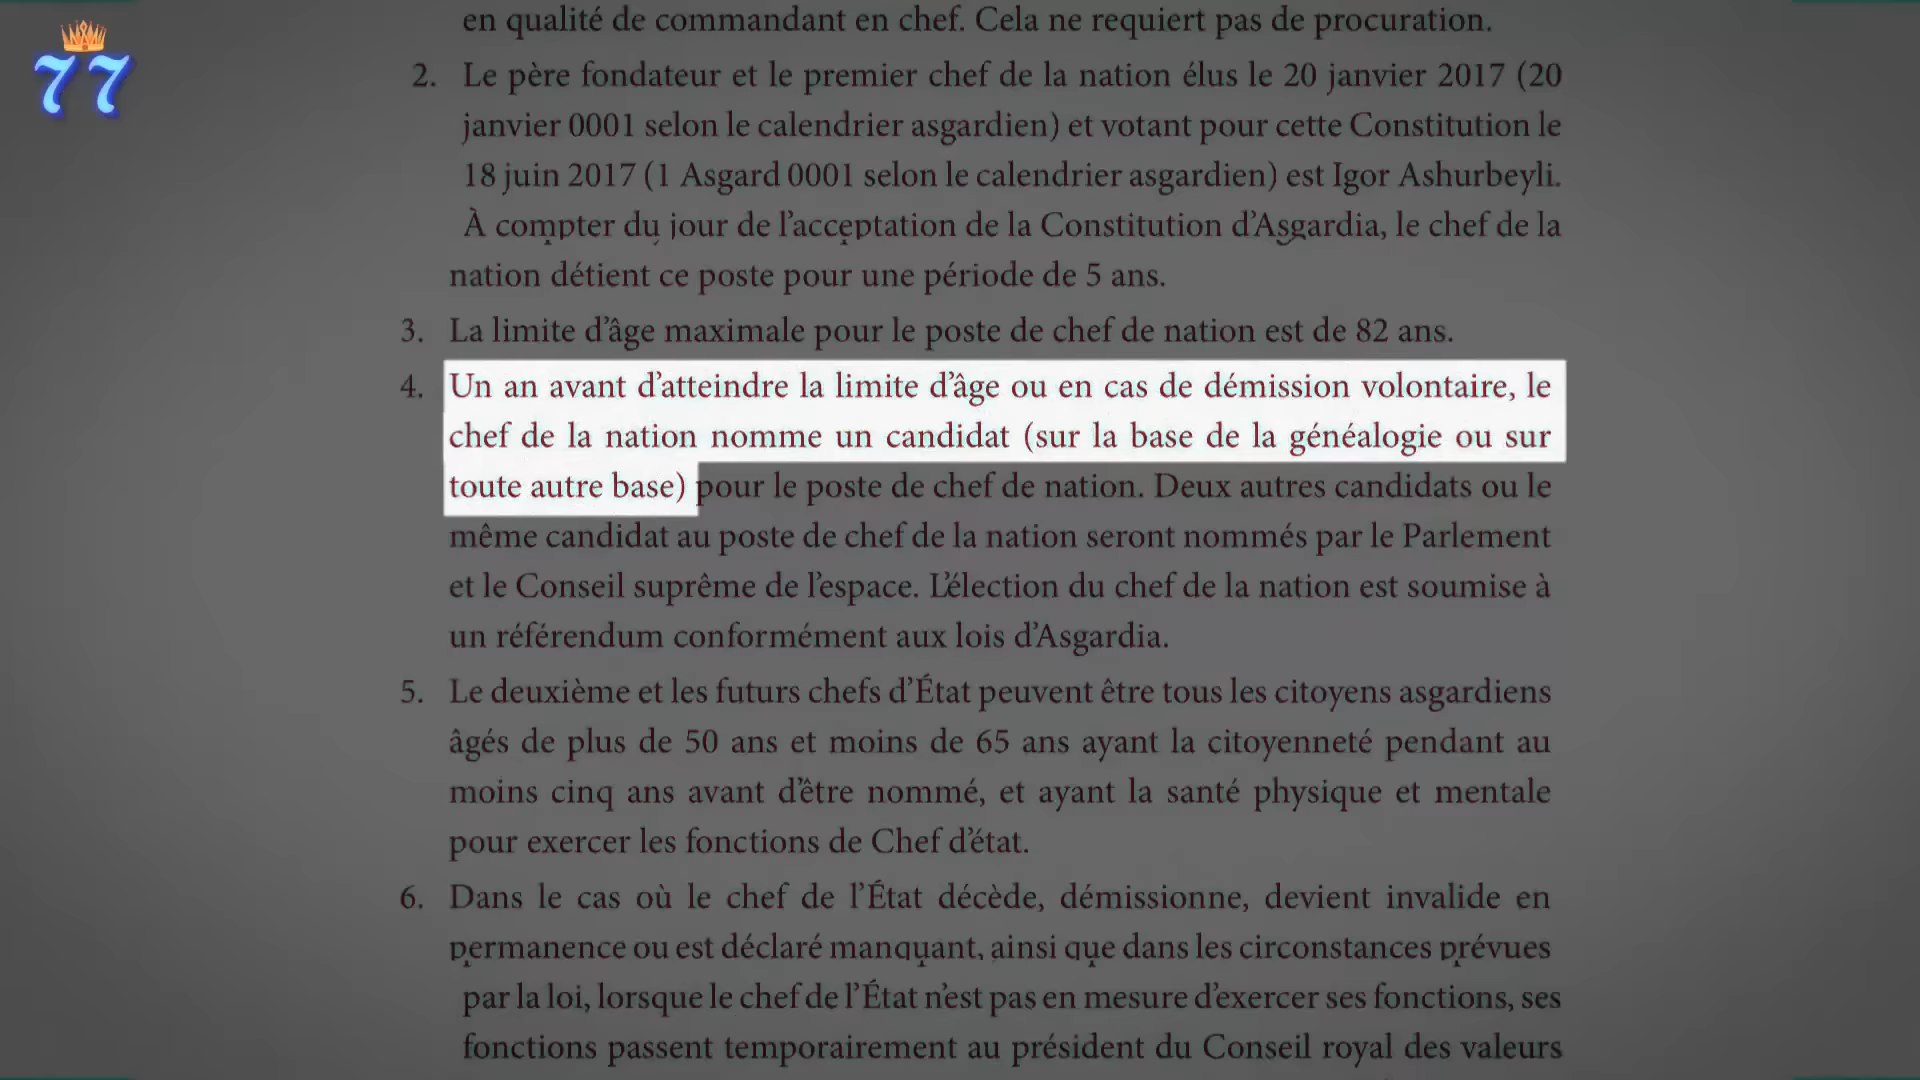 77
en qualité de commandant en chef. Cela ne requiert pas de procuration.
2. Le père fondateur et le premier chef de la nation élus le 20 janvier 2017 (20
janvier 0001 selon le calendrier asgardien) et votant pour cette Constitution le
18 juin 2017 (1 Asgard 0001 selon le calendrier asgardien) est Igor Ashurbeyli.
À compter du jour de l'acceptation de la Constitution d'Asgardia, le chef de la
nation détient ce poste pour une période de 5 ans.
3. La limite d'âge maximale pour le poste de chef de nation est de 82 ans.
4. Un an avant d'atteindre la limite d'âge ou en cas de démission volontaire, le
chef de la nation nomme un candidat (sur la base de la généalogie ou sur
toute autre base) pour le poste de chef de nation. Deux autres candidats ou le
même candidat au poste de chef de la nation seront nommés par le Parlement
et le Conseil suprême de l'espace. L'élection du chef de la nation est soumise à
un référendum conformément aux lois d'Asgardia.
5. Le deuxième et les futurs chefs d'État peuvent être tous les citoyens asgardiens
âgés de plus de 50 ans et moins de 65 ans ayant la citoyenneté pendant au
moins cinq ans avant d'être nommé, et ayant la santé physique et mentale
pour exercer les fonctions de Chef d'état.
6. Dans le cas où le chef de l'État décède, démissionne, devient invalide en
permanence ou est déclaré manquant, ainsi que dans les circonstances prévues
par la loi, lorsque le chef de l'État n'est pas en mesure d'exercer ses fonctions, ses
fonctions passent temporairement au président du Conseil royal des valeurs